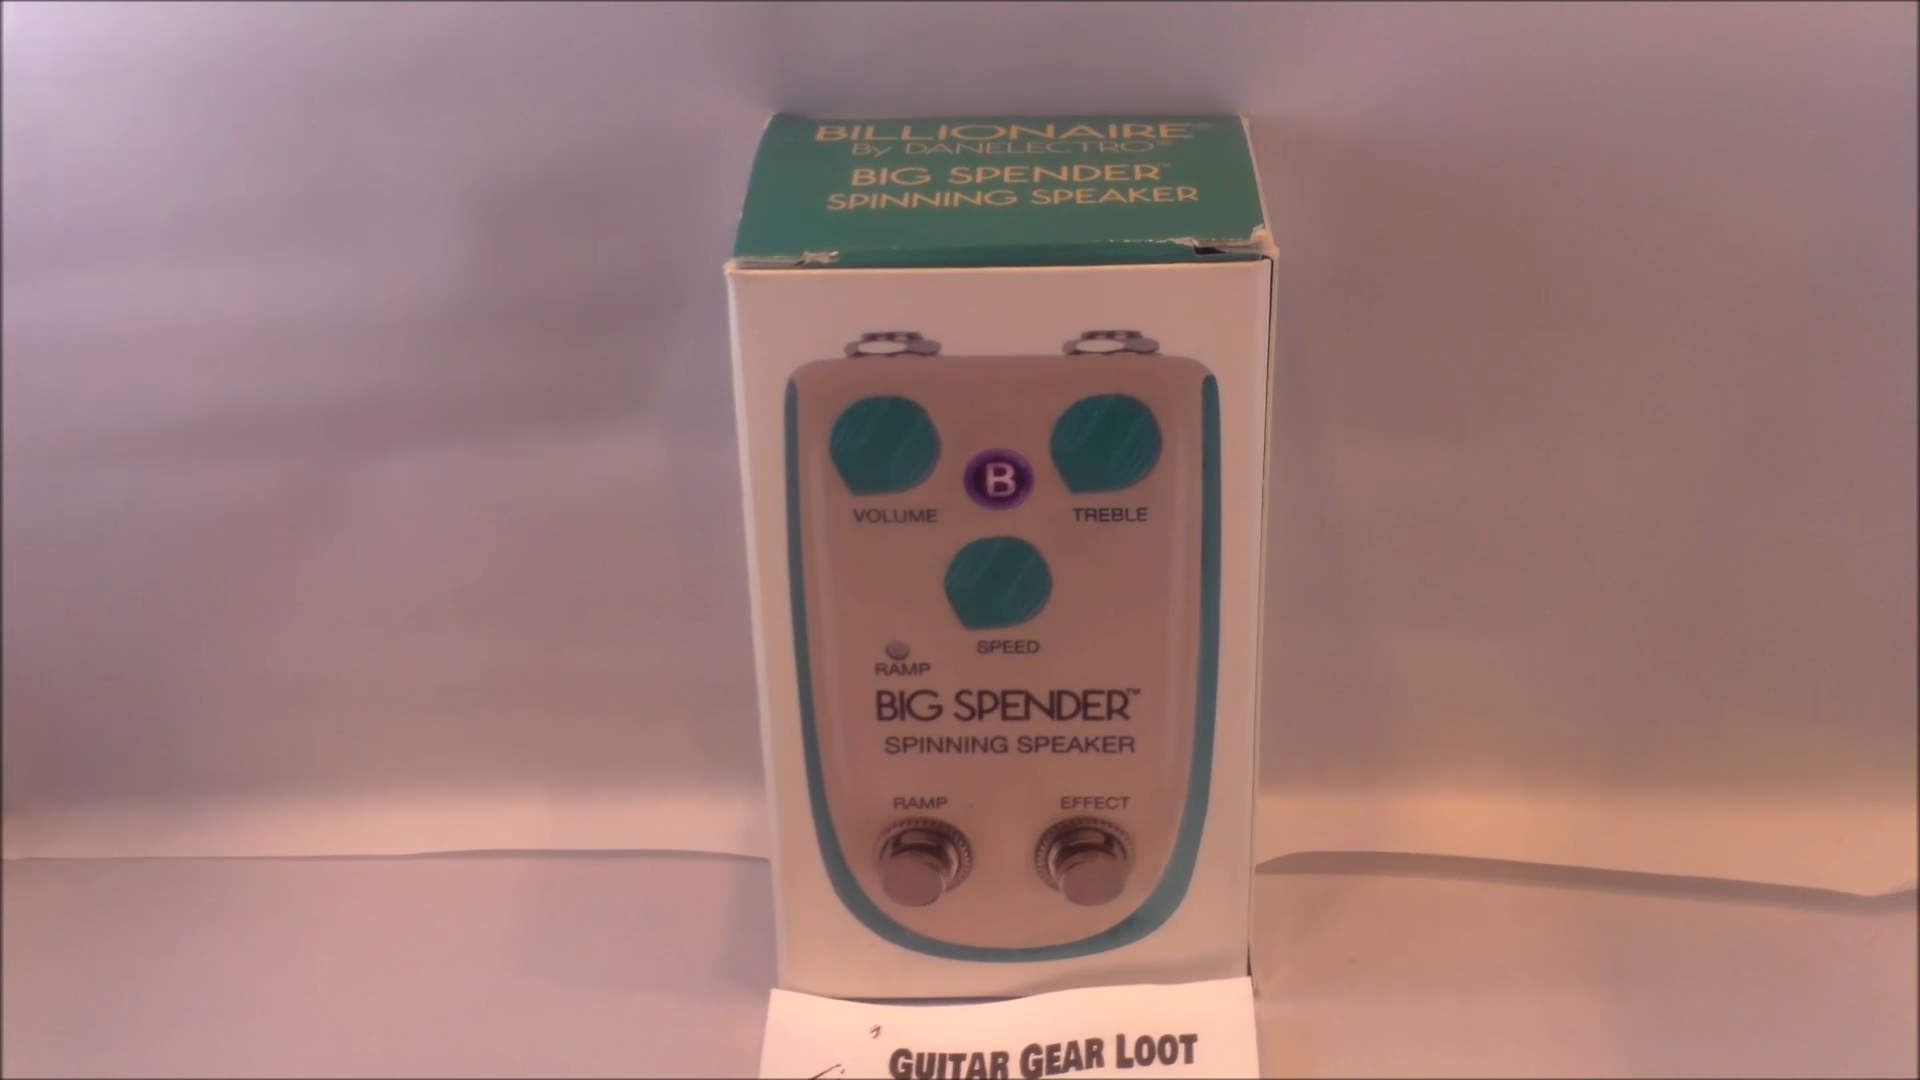 BILLIONAIRE™
By DANELECTRO®
BIG SPENDER™
SPINNING SPEAKER
B
VOLUME
TREBLE
SPEED
RAMP
BIG SPENDER™
SPINNING SPEAKER
RAMP
EFFECT
GUITAR GEAR LOOT